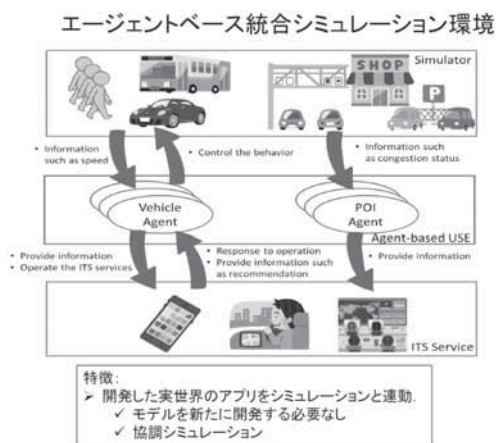 エージェントベース統合シミュレーション環境
Simulator
SHOP
P
• Information
such as speed
• Control the behavior
• Information such
as congestion status
Vehicle
Agent
POI
Agent
Agent-based USE
• Provide information
• Operate the ITS services
• Response to operation
• Provide information such
as recommendation
• Provide information
ITS Service
特徴:
➢ 開発した実世界のアプリをシミュレーションと連動.
✓ モデルを新たに開発する必要なし
✓ 協調シミュレーション